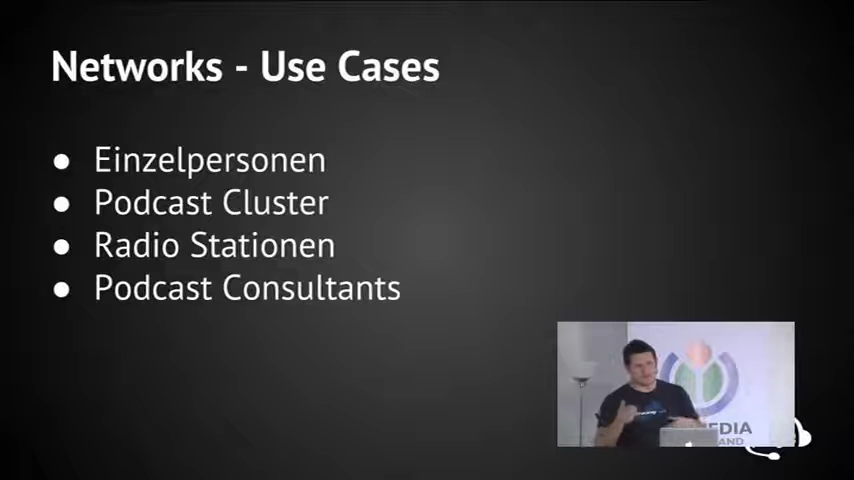 Networks - Use Cases
● Einzelpersonen
● Podcast Cluster
● Radio Stationen
● Podcast Consultants